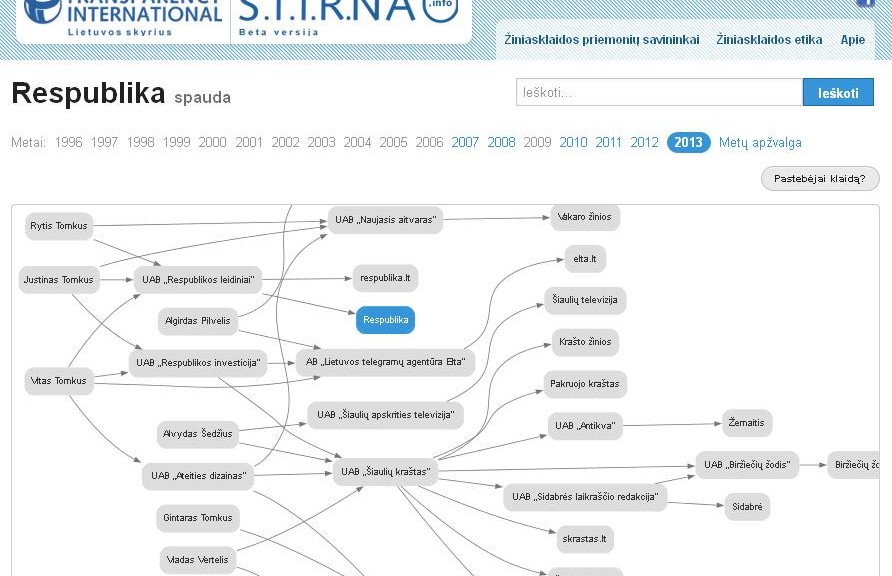 TRANSPARENCY
INTERNATIONAL
Lietuvos skyrius
S.T.I.R.NA
.info
Beta versija
Žiniasklaidos priemonių savininkai
Žiniasklaidos etika
Apie
Respublika spauda
Ieškoti...
Ieškoti
Metai: 1996 1997 1998 1999 2000 2001 2002 2003 2004 2005 2006 2007 2008 2009 2010 2011 2012 2013 Metų apžvalga
Pastebėjai klaidą?
Rytis Tomkus
UAB „Naujasis aitvaras“
Vakaro žinios
elta.lt
Justinas Tomkus
UAB „Respublikos leidiniai“
respublika.lt
Šiaulių televizija
Algirdas Pilvelis
Respublika
Krašto žinios
UAB „Respublikos investicija“
AB „Lietuvos telegramų agentūra Elta“
Vitas Tomkus
Pakruojo kraštas
UAB „Šiaulių apskrities televizija“
Alvydas Šedžius
UAB „Antikva“
Žemaitis
UAB „Ateities dizainas“
UAB „Šiaulių kraštas“
UAB „Biržiečių žodis“
Biržiečių žo
UAB „Sidabrės laikraščio redakcija“
Sidabrė
Gintaras Tomkus
skrastas.lt
Vladas Vertelis